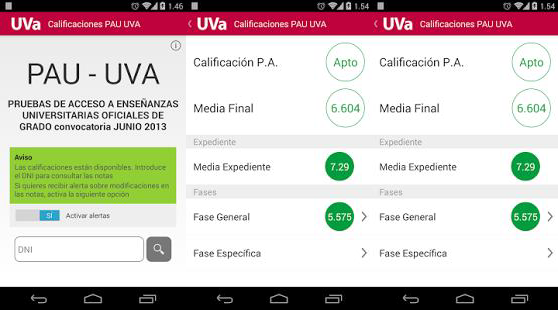 1.46
UVa Calificaciones PAU UVA
PAU - UVA
PRUEBAS DE ACCESO A ENSEÑANZAS
UNIVERSITARIAS OFICIALES DE
GRADO convocatoria JUNIO 2013
Aviso
Las calificaciones están disponibles. Introduce
el DNI para consultar las notas
Si quieres recibir alerta sobre modificaciones en
las notas, activa la siguiente opción
SÍ Activar alertas
DNI
1.54
UVa Calificaciones PAU UVA
Calificación P.A. Apto
Media Final 6.604
Expediente
Media Expediente 7.29
Fases
Fase General 5.575
Fase Específica
1.54
UVa Calificaciones PAU UVA
Calificación P.A. Apto
Media Final 6.604
Expediente
Media Expediente 7.29
Fases
Fase General 5.575
Fase Específica